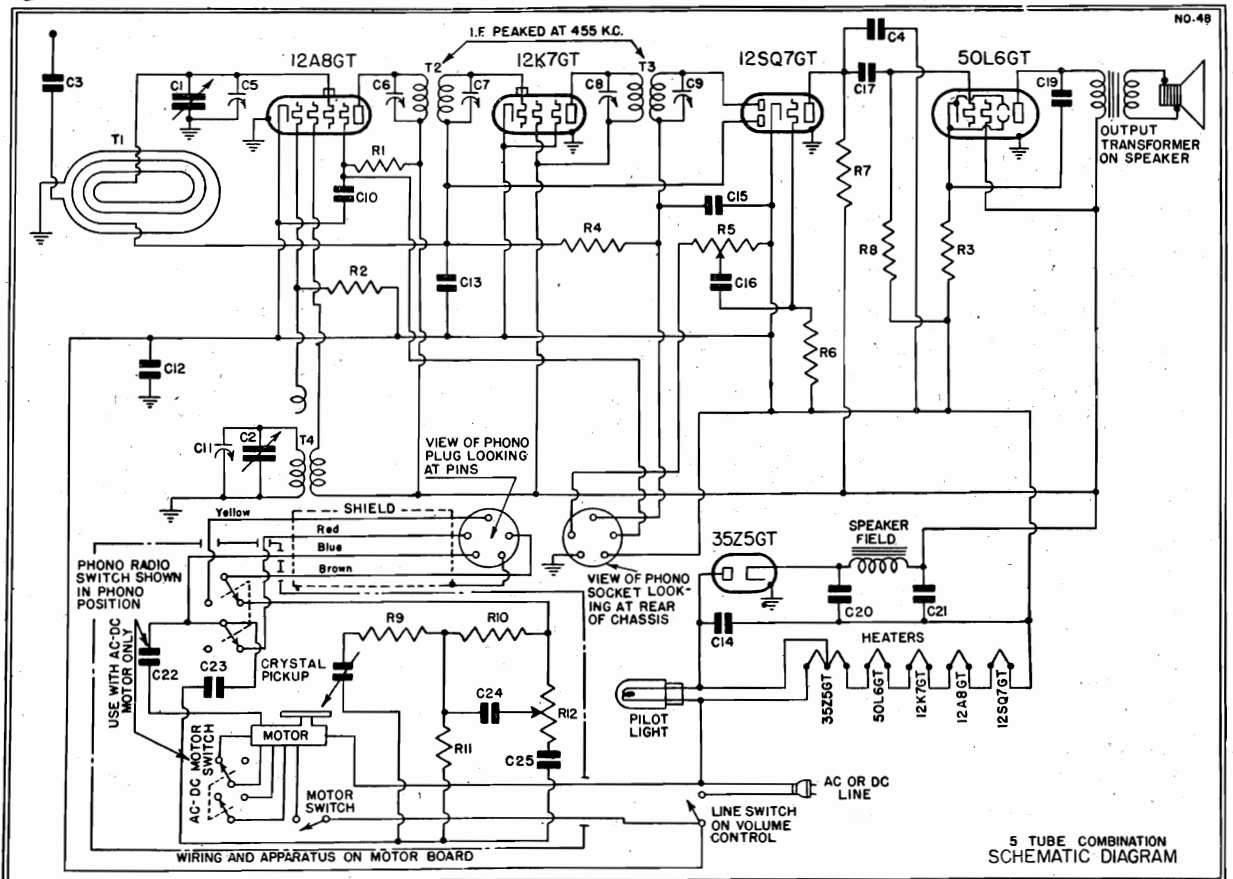 NO.48
I.F. PEAKED AT 455 K.C.
12A8GT
T2
12K7GT
T3
12SQ7GT
C4
50L6GT
C3
C1
C5
C6
C7
C8
C9
C17
C19
OUTPUT
TRANSFORMER
ON SPEAKER
T1
R1
C10
R7
C15
R4
R5
R8
R3
R2
C13
C16
R6
C12
C11
C2
T4
VIEW OF PHONO
PLUG LOOKING
AT PINS
SHIELD
Yellow
Red
Blue
Brown
PHONO RADIO
SWITCH SHOWN
IN PHONO
POSITION
35Z5GT
SPEAKER
FIELD
VIEW OF PHONO
SOCKET LOOK-
ING AT REAR
OF CHASSIS
C20
C21
C14
HEATERS
35Z5GT
50L6GT
12K7GT
12A8GT
12SQ7GT
USE WITH AC-DC
MOTOR ONLY
C22
C23
CRYSTAL
PICKUP
R9
R10
C24
R12
R11
C25
PILOT
LIGHT
MOTOR
AC-DC MOTOR
SWITCH
MOTOR
SWITCH
AC OR DC
LINE
LINE SWITCH
ON VOLUME
CONTROL
WIRING AND APPARATUS ON MOTOR BOARD
5 TUBE COMBINATION
SCHEMATIC DIAGRAM